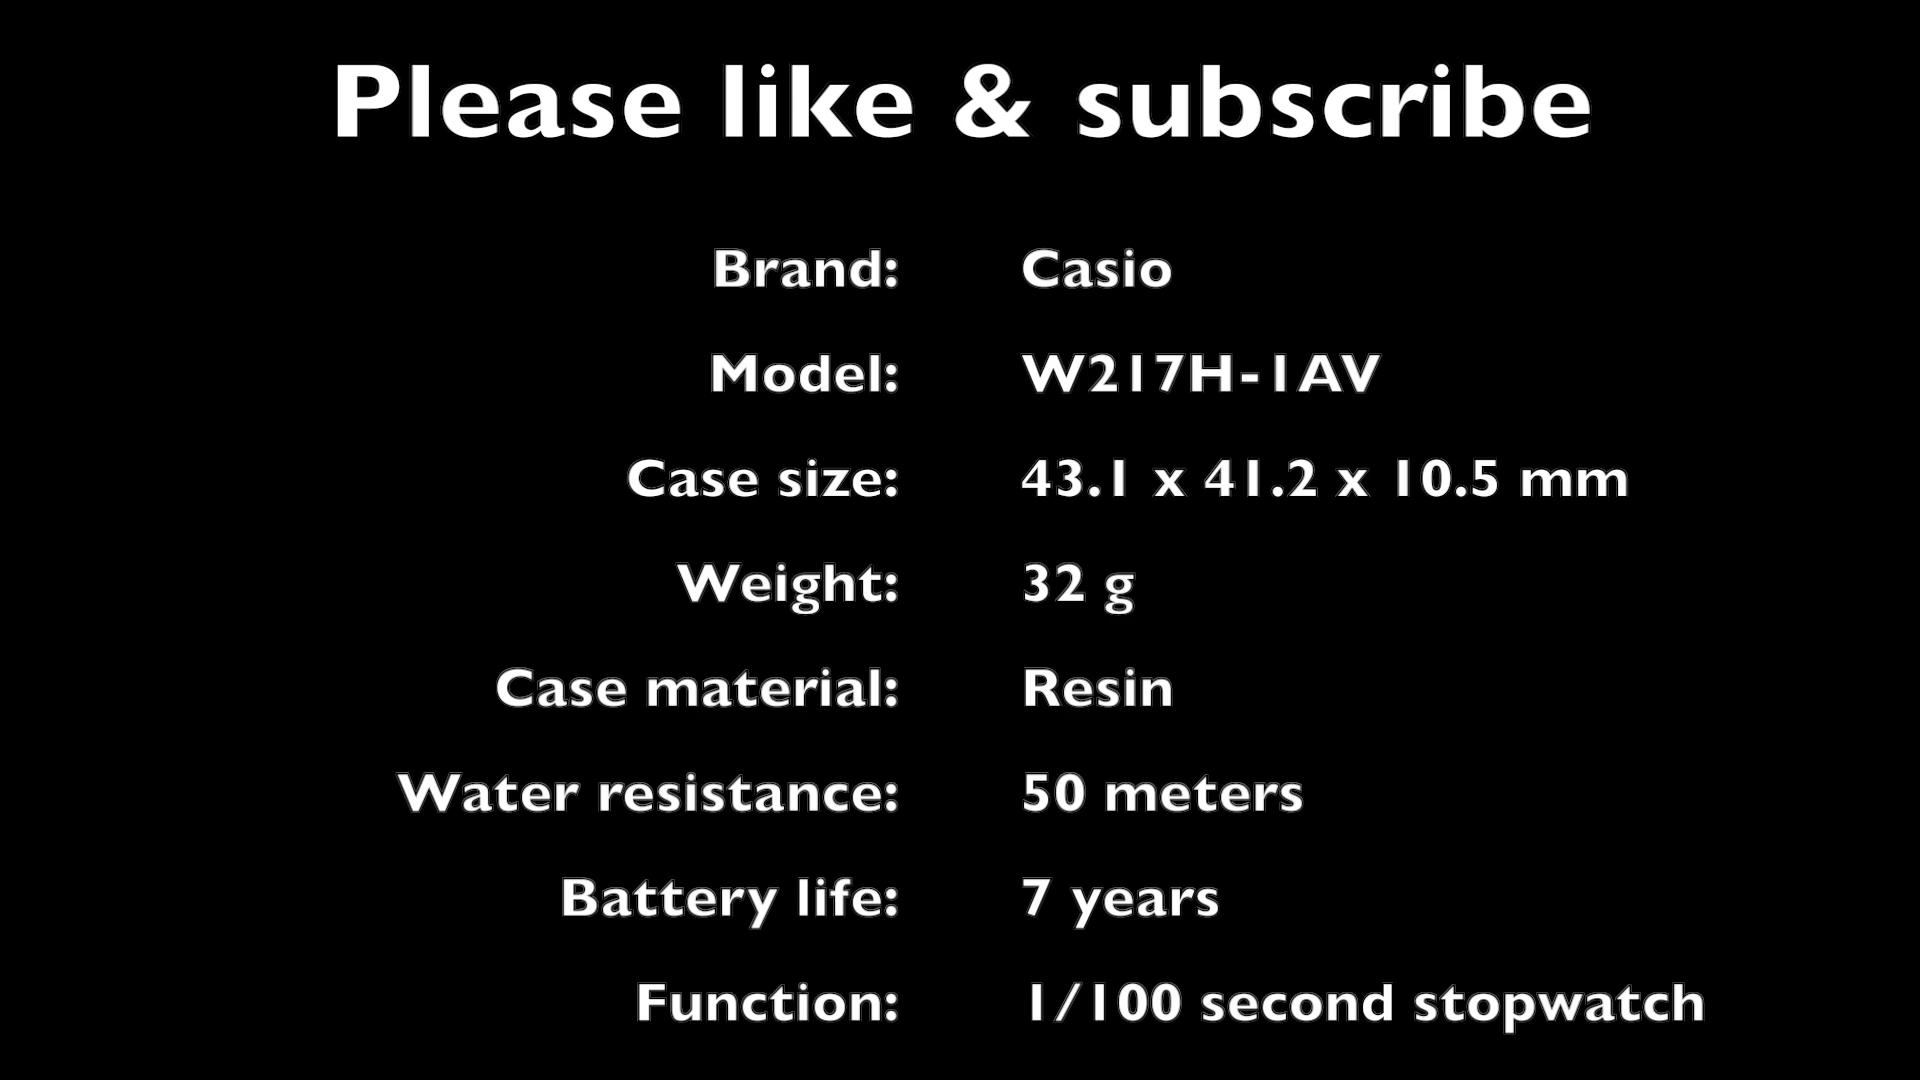 Please like & subscribe
Brand: Casio
Model: W217H-1AV
Case size: 43.1 x 41.2 x 10.5 mm
Weight: 32 g
Case material: Resin
Water resistance: 50 meters
Battery life: 7 years
Function: 1/100 second stopwatch